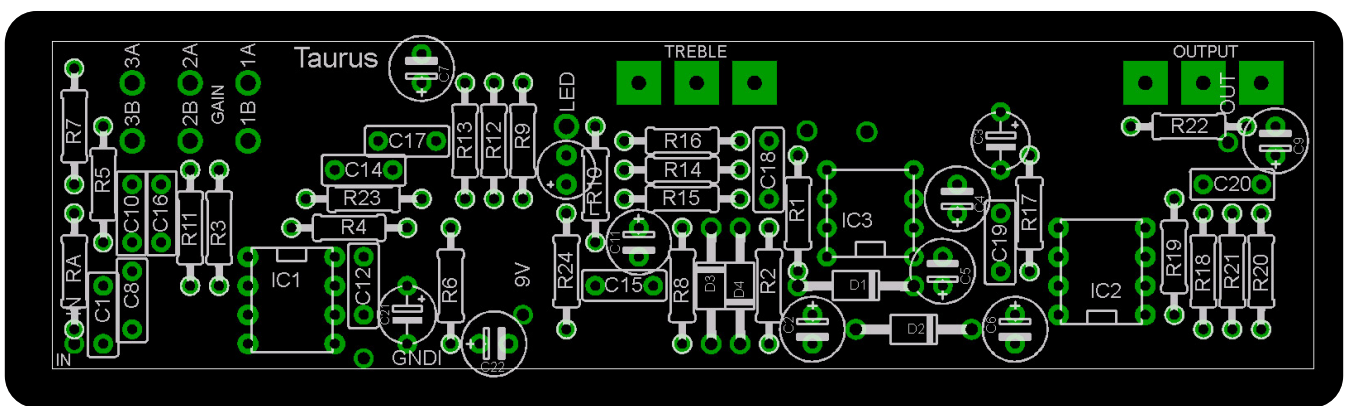 Taurus
TREBLE
OUTPUT
3A
2A
1A
3B
2B
1B
GAIN
LED
OUT
C7
R7
R5
C17
R13
R12
R9
R16
C3
R22
C9
C14
R19
R14
C18
C20
C10
C16
R11
R3
R23
R15
R1
IC3
C4
R17
R4
C11
C19
R19
R18
R21
R20
RA
C1
C8
IC1
C12
R6
9V
R24
C15
R8
D3
D4
R2
D1
C5
IC2
IN
C21
C2
D2
C6
IN
GNDI
C22